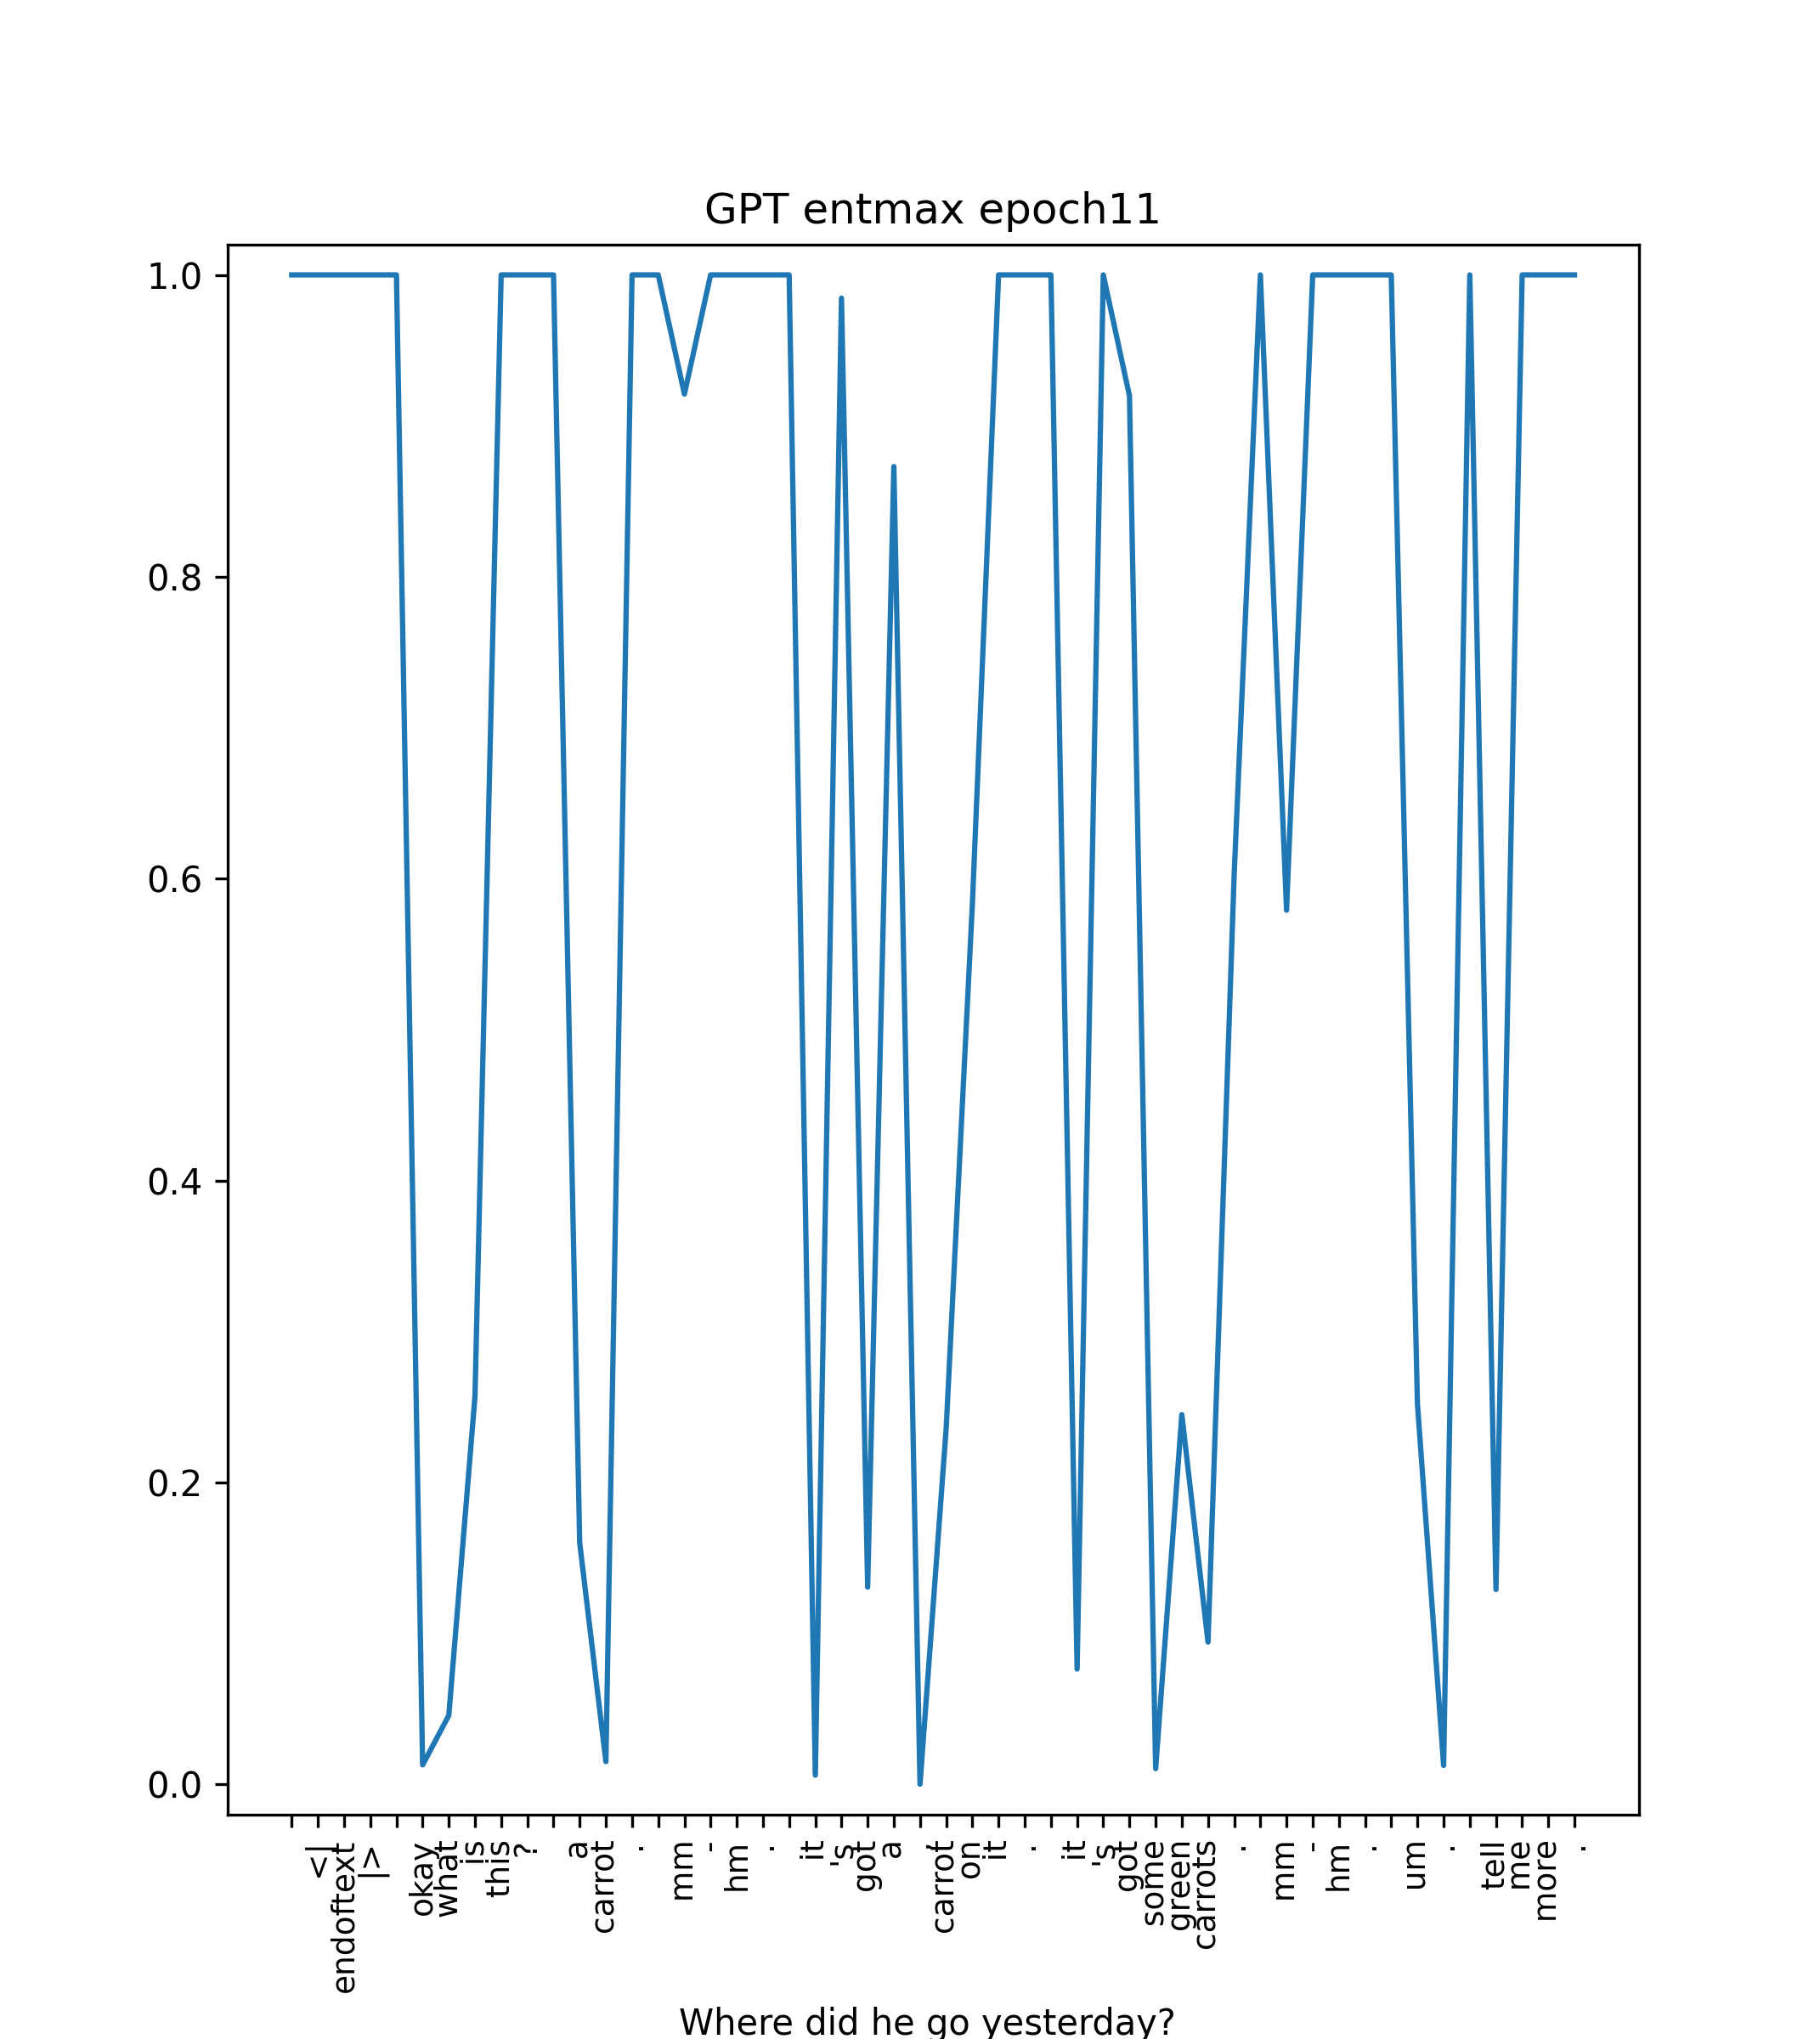 GPT entmax epoch11
1.0
0.8
0.6
0.4
0.2
0.0
<| endoftext |> okay what is this ? a carrot . mm - hm . it 's got a , carrot on it . it 's got some green carrots . mm - hm . um . tell me more .
Where did he go yesterday?